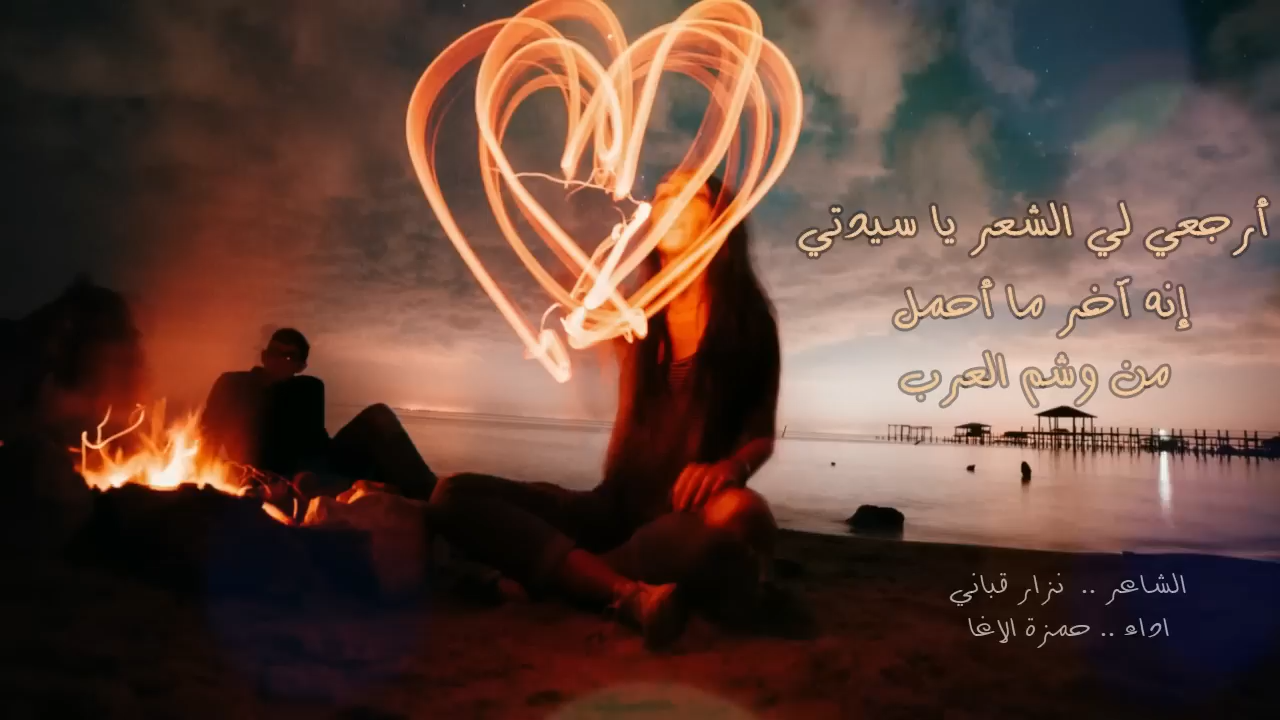 أرجعي لي الشعر يا سيدتي
إنه آخر ما أحمل
من وشم العرب
الشاعر .. نزار قباني
اداء .. حمزة الاغا